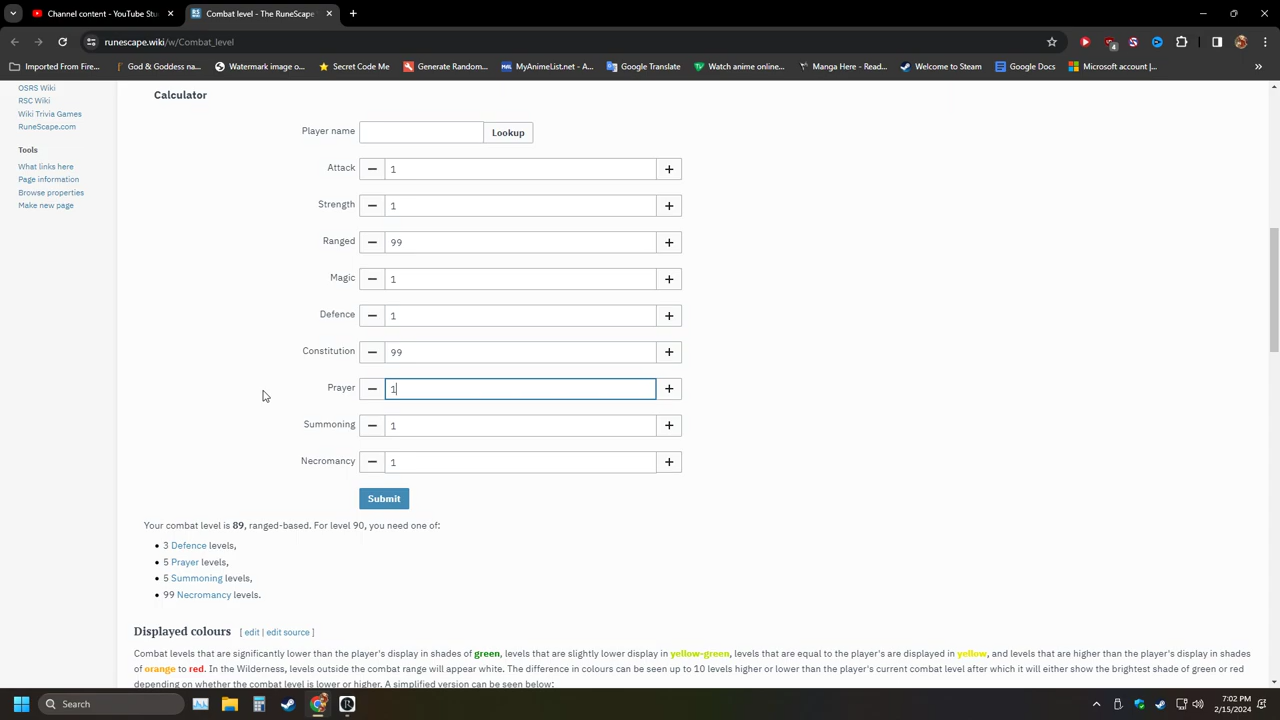 Channel content - YouTube Stu
Combat level - The RuneScape
runescape.wiki/w/Combat_level
4
Imported From Fire...
God & Goddess na...
Watermark image o...
Secret Code Me
Generate Random...
MyAnimeList.net - A...
Google Translate
Watch anime online...
Manga Here - Read...
Welcome to Steam
Google Docs
Microsoft account |...
OSRS Wiki
RSC Wiki
Wiki Trivia Games
RuneScape.com
Tools
What links here
Page information
Browse properties
Make new page
Calculator
Player name Lookup
Attack − 1 +
Strength − 1 +
Ranged − 99 +
Magic − 1 +
Defence − 1 +
Constitution − 99 +
Prayer − 1 +
Summoning − 1 +
Necromancy − 1 +
Submit
Your combat level is 89, ranged-based. For level 90, you need one of:
• 3 Defence levels,
• 5 Prayer levels,
• 5 Summoning levels,
• 99 Necromancy levels.
Displayed colours [ edit | edit source ]
Combat levels that are significantly lower than the player's display in shades of green, levels that are slightly lower display in yellow-green, levels that are equal to the player's are displayed in yellow, and levels that are higher than the player's display in shades
of orange to red. In the Wilderness, levels outside the combat range will appear white. The difference in colours can be seen up to 10 levels higher or lower than the player's current combat level after which it will either show the brightest shade of green or red
depending on whether the combat level is lower or higher. A simplified version can be seen below:
Search
7:02 PM
2/15/2024